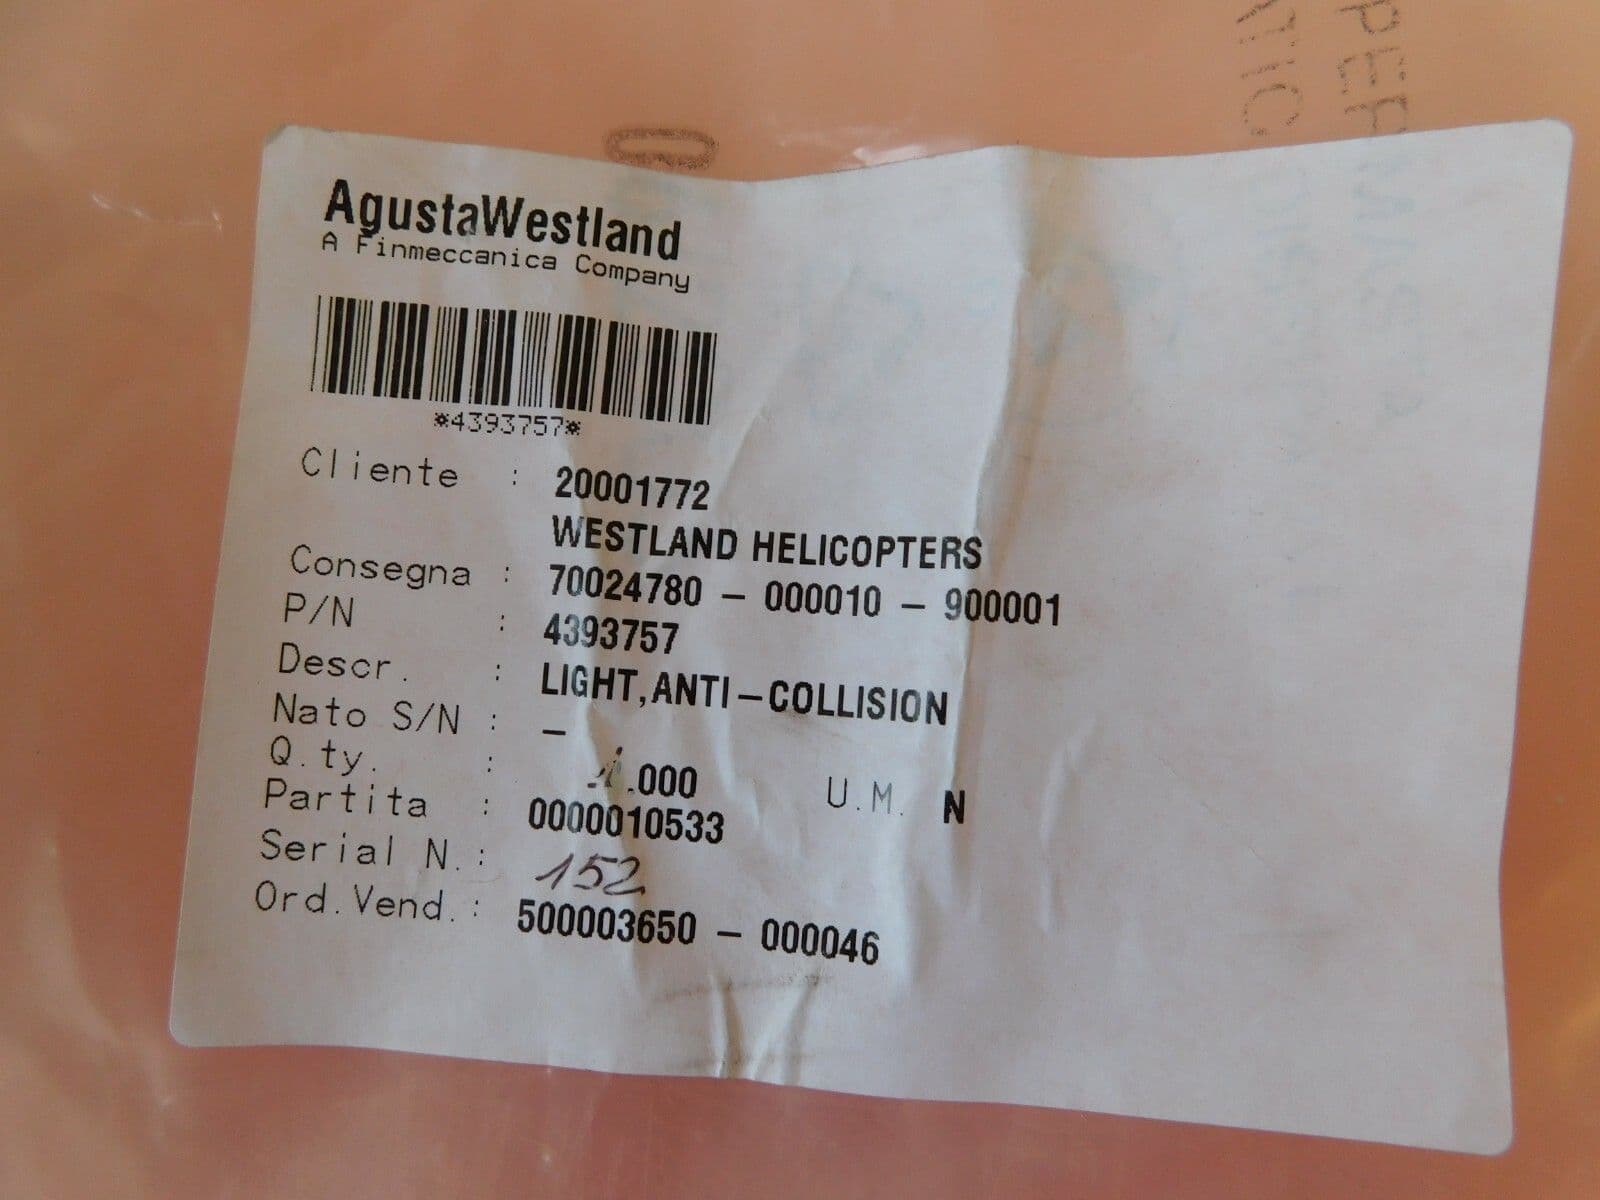 AgustaWestland
A Finmeccanica Company
*4393757*
Cliente : 20001772
WESTLAND HELICOPTERS
Consegna : 70024780 – 000010 – 900001
P/N : 4393757
Descr. : LIGHT,ANTI–COLLISION
Nato S/N : –
Q.ty. : 1.000 U.M. N
Partita : 0000010533
Serial N.: 152
Ord.Vend.: 500003650 – 000046